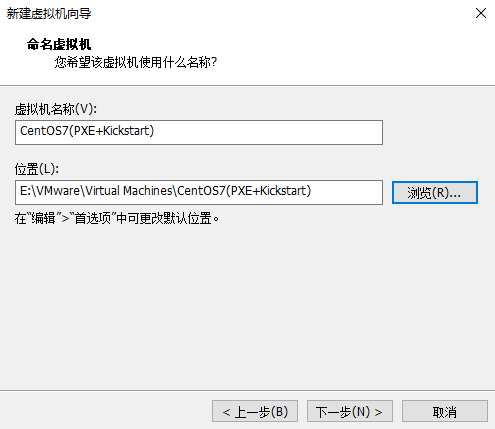 新建虚拟机向导
命名虚拟机
您希望该虚拟机使用什么名称?
虚拟机名称(V):
CentOS7(PXE+Kickstart)
位置(L):
E:\VMware\Virtual Machines\CentOS7(PXE+Kickstart)
浏览(R)...
在“编辑”>“首选项”中可更改默认位置。
< 上一步(B)
下一步(N) >
取消